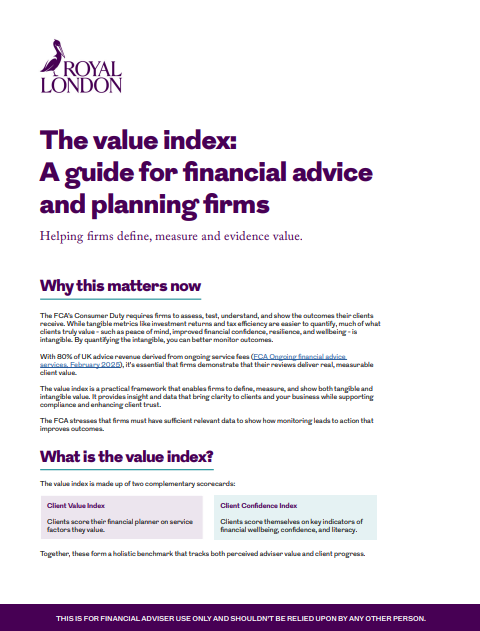 ROYAL
LONDON
The value index:
A guide for financial advice
and planning firms
Helping firms define, measure and evidence value.
Why this matters now
The FCA's Consumer Duty requires firms to assess, test, understand, and show the outcomes their clients
receive. While tangible metrics like investment returns and tax efficiency are easier to quantify, much of what
clients truly value - such as peace of mind, improved financial confidence, resilience, and wellbeing - is
intangible. By quantifying the intangible, you can better monitor outcomes.
With 80% of UK advice revenue derived from ongoing service fees (FCA Ongoing financial advice
services, February 2025), it's essential that firms demonstrate that their reviews deliver real, measurable
client value.
The value index is a practical framework that enables firms to define, measure, and show both tangible and
intangible value. It provides insight and data that bring clarity to clients and your business while supporting
compliance and enhancing client trust.
The FCA stresses that firms must have sufficient relevant data to show how monitoring leads to action that
improves outcomes.
What is the value index?
The value index is made up of two complementary scorecards:
Client Value Index
Clients score their financial planner on service
factors they value.
Client Confidence Index
Clients score themselves on key indicators of
financial wellbeing, confidence, and literacy.
Together, these form a holistic benchmark that tracks both perceived adviser value and client progress.
THIS IS FOR FINANCIAL ADVISER USE ONLY AND SHOULDN'T BE RELIED UPON BY ANY OTHER PERSON.